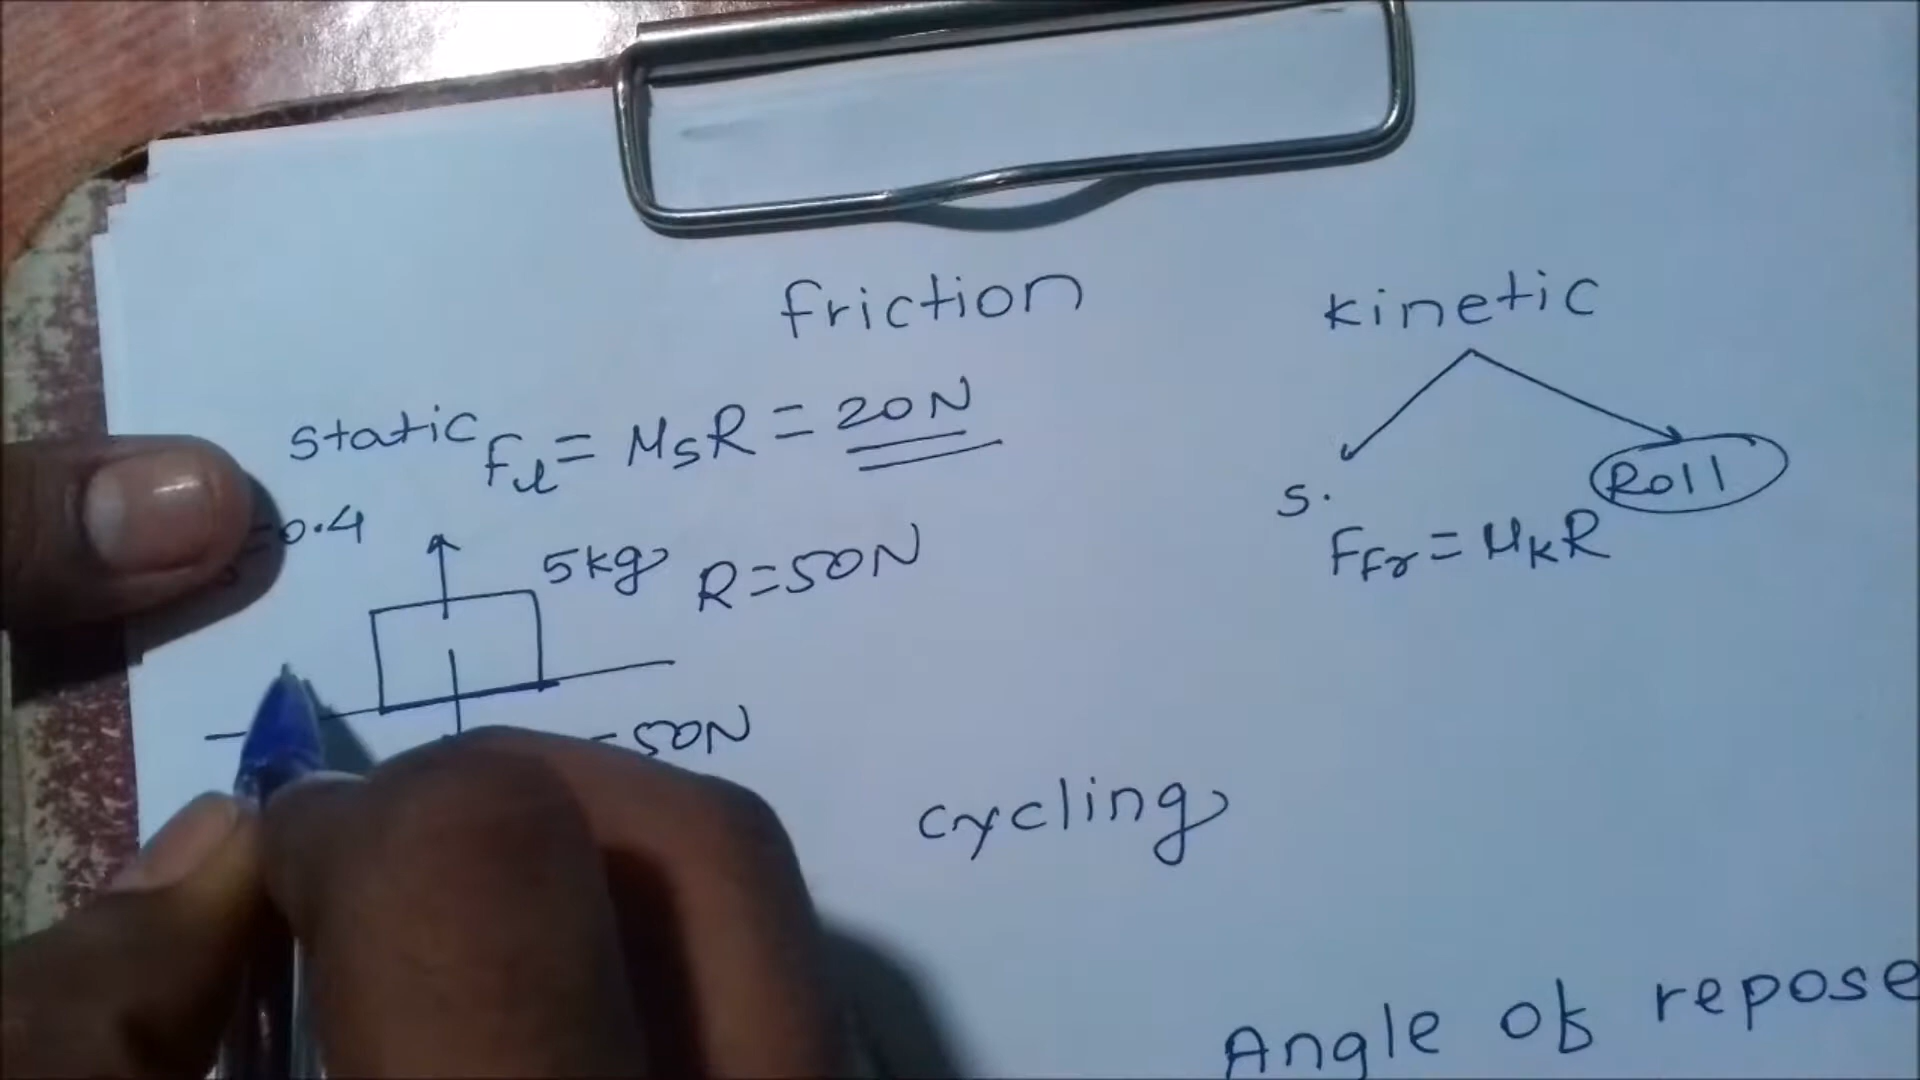 friction
kinetic
static Fl = μsR = 20N
S.
Roll
FFr = μKR
=0.4
5kg R=50N
=50N
cycling
Angle of repose